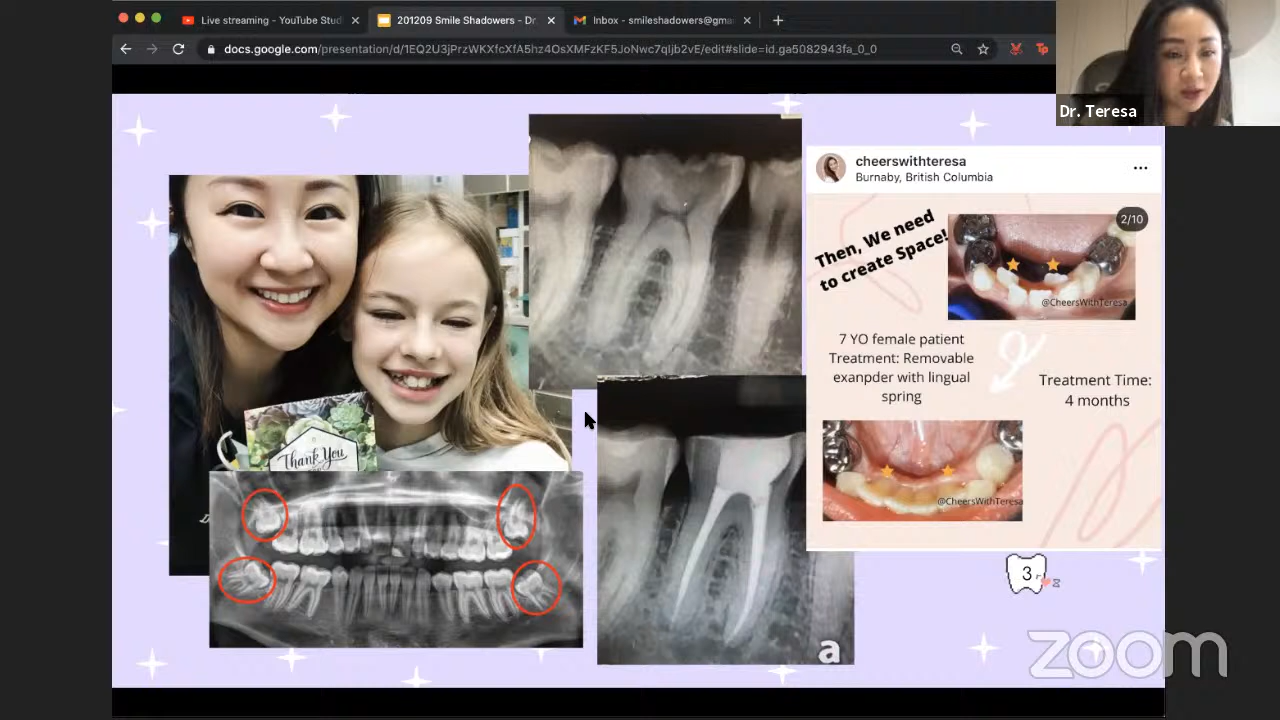 Live streaming - YouTube Stud
201209 Smile Shadowers - Dr
Inbox - smileshadowers@gma
docs.google.com/presentation/d/1EQ2U3jPrzWKXfcXfA5hz4OsXMFzKF5JoNwc7qIjb2vE/edit#slide=id.ga5082943fa_0_0
Dr. Teresa
cheerswithteresa
Burnaby, British Columbia
2/10
Then, We need
to create Space!
@CheersWithTeresa
7 YO female patient
Treatment: Removable
exanpder with lingual
spring
Treatment Time:
4 months
@CheersWithTeresa
Thank You
a
3
zoom